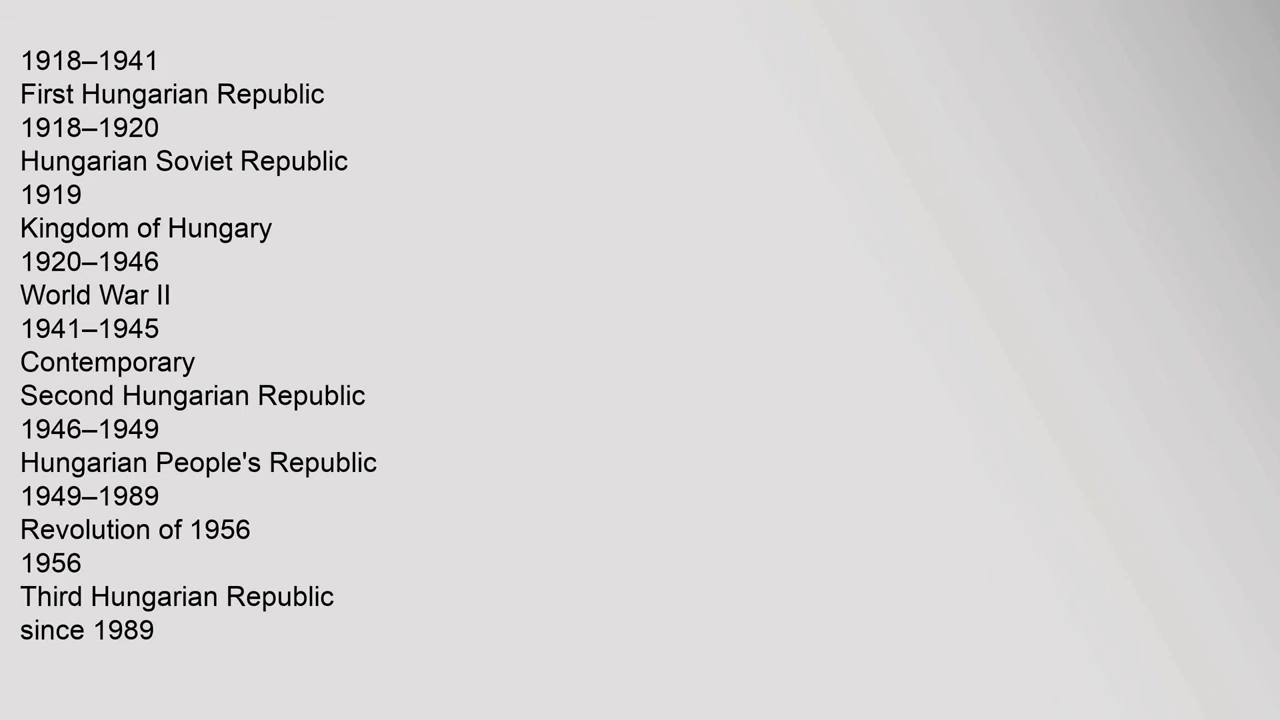 1918–1941
First Hungarian Republic
1918–1920
Hungarian Soviet Republic
1919
Kingdom of Hungary
1920–1946
World War II
1941–1945
Contemporary
Second Hungarian Republic
1946–1949
Hungarian People's Republic
1949–1989
Revolution of 1956
1956
Third Hungarian Republic
since 1989